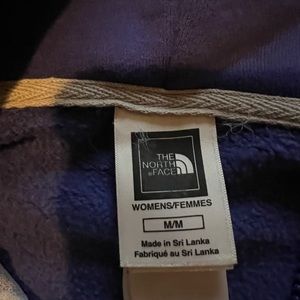 THE
NORTH
FACE
WOMENS/FEMMES
M/M
Made in Sri Lanka
Fabriqué au Sri Lanka